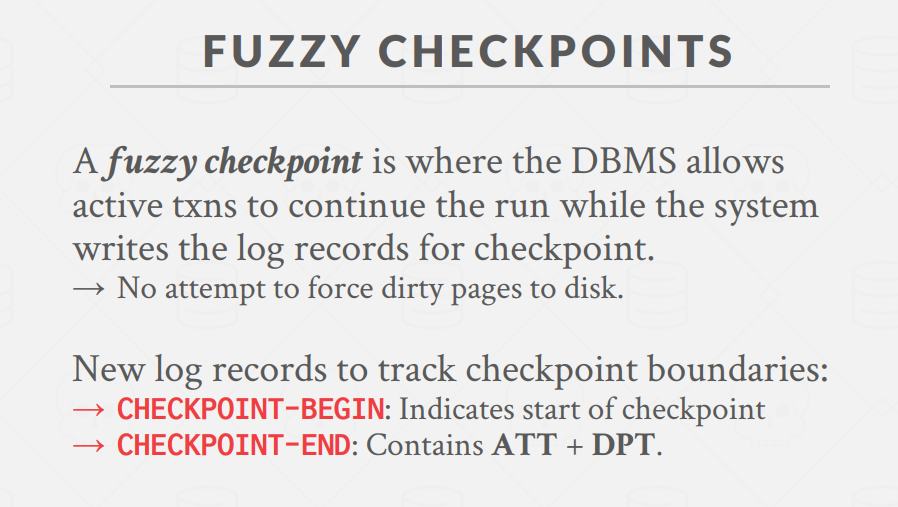 FUZZY CHECKPOINTS
A fuzzy checkpoint is where the DBMS allows
active txns to continue the run while the system
writes the log records for checkpoint.
→ No attempt to force dirty pages to disk.
New log records to track checkpoint boundaries:
→ CHECKPOINT-BEGIN: Indicates start of checkpoint
→ CHECKPOINT-END: Contains ATT + DPT.